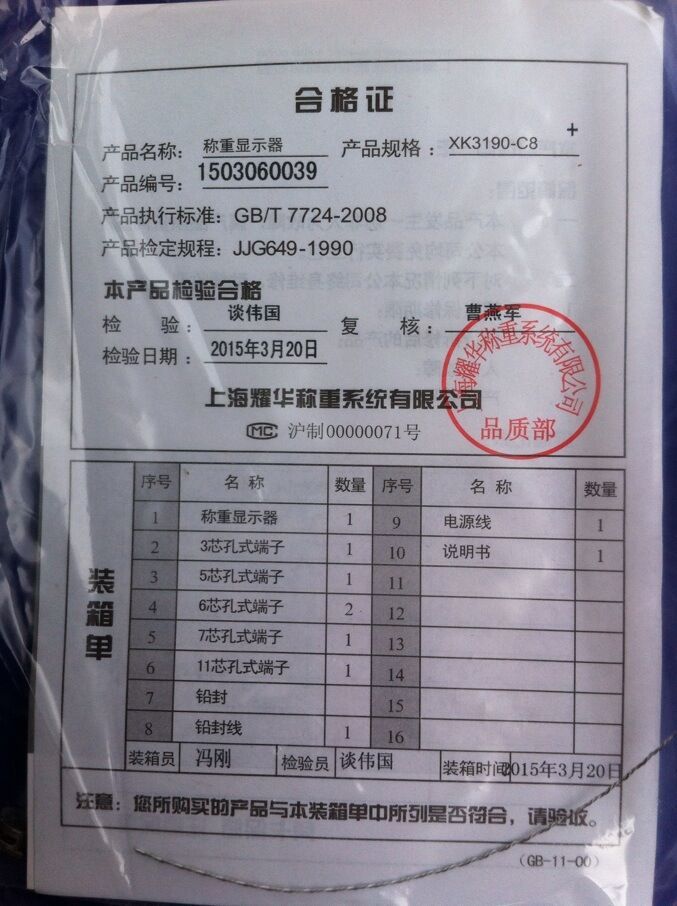 合格证
产品名称: 称重显示器 产品规格: XK3190-C8+
产品编号: 1503060039
产品执行标准: GB/T 7724-2008
产品检定规程: JJG649-1990
本产品检验合格
检 验: 谈伟国 复 核: 曹燕军
检验日期: 2015年3月20日
上海耀华称重系统有限公司
MC 沪制00000071号
上海耀华称重系统有限公司
品质部
装箱单
序号 名 称 数量 序号 名 称 数量
1 称重显示器 1 9 电源线 1
2 3芯孔式端子 1 10 说明书 1
3 5芯孔式端子 1 11
4 6芯孔式端子 2 12
5 7芯孔式端子 1 13
6 11芯孔式端子 1 14
7 铅封 15
8 铅封线 1 16
装箱员 冯刚 检验员 谈伟国 装箱时间 2015年3月20日
注意: 您所购买的产品与本装箱单中所列是否符合, 请验收。
(GB-11-00)